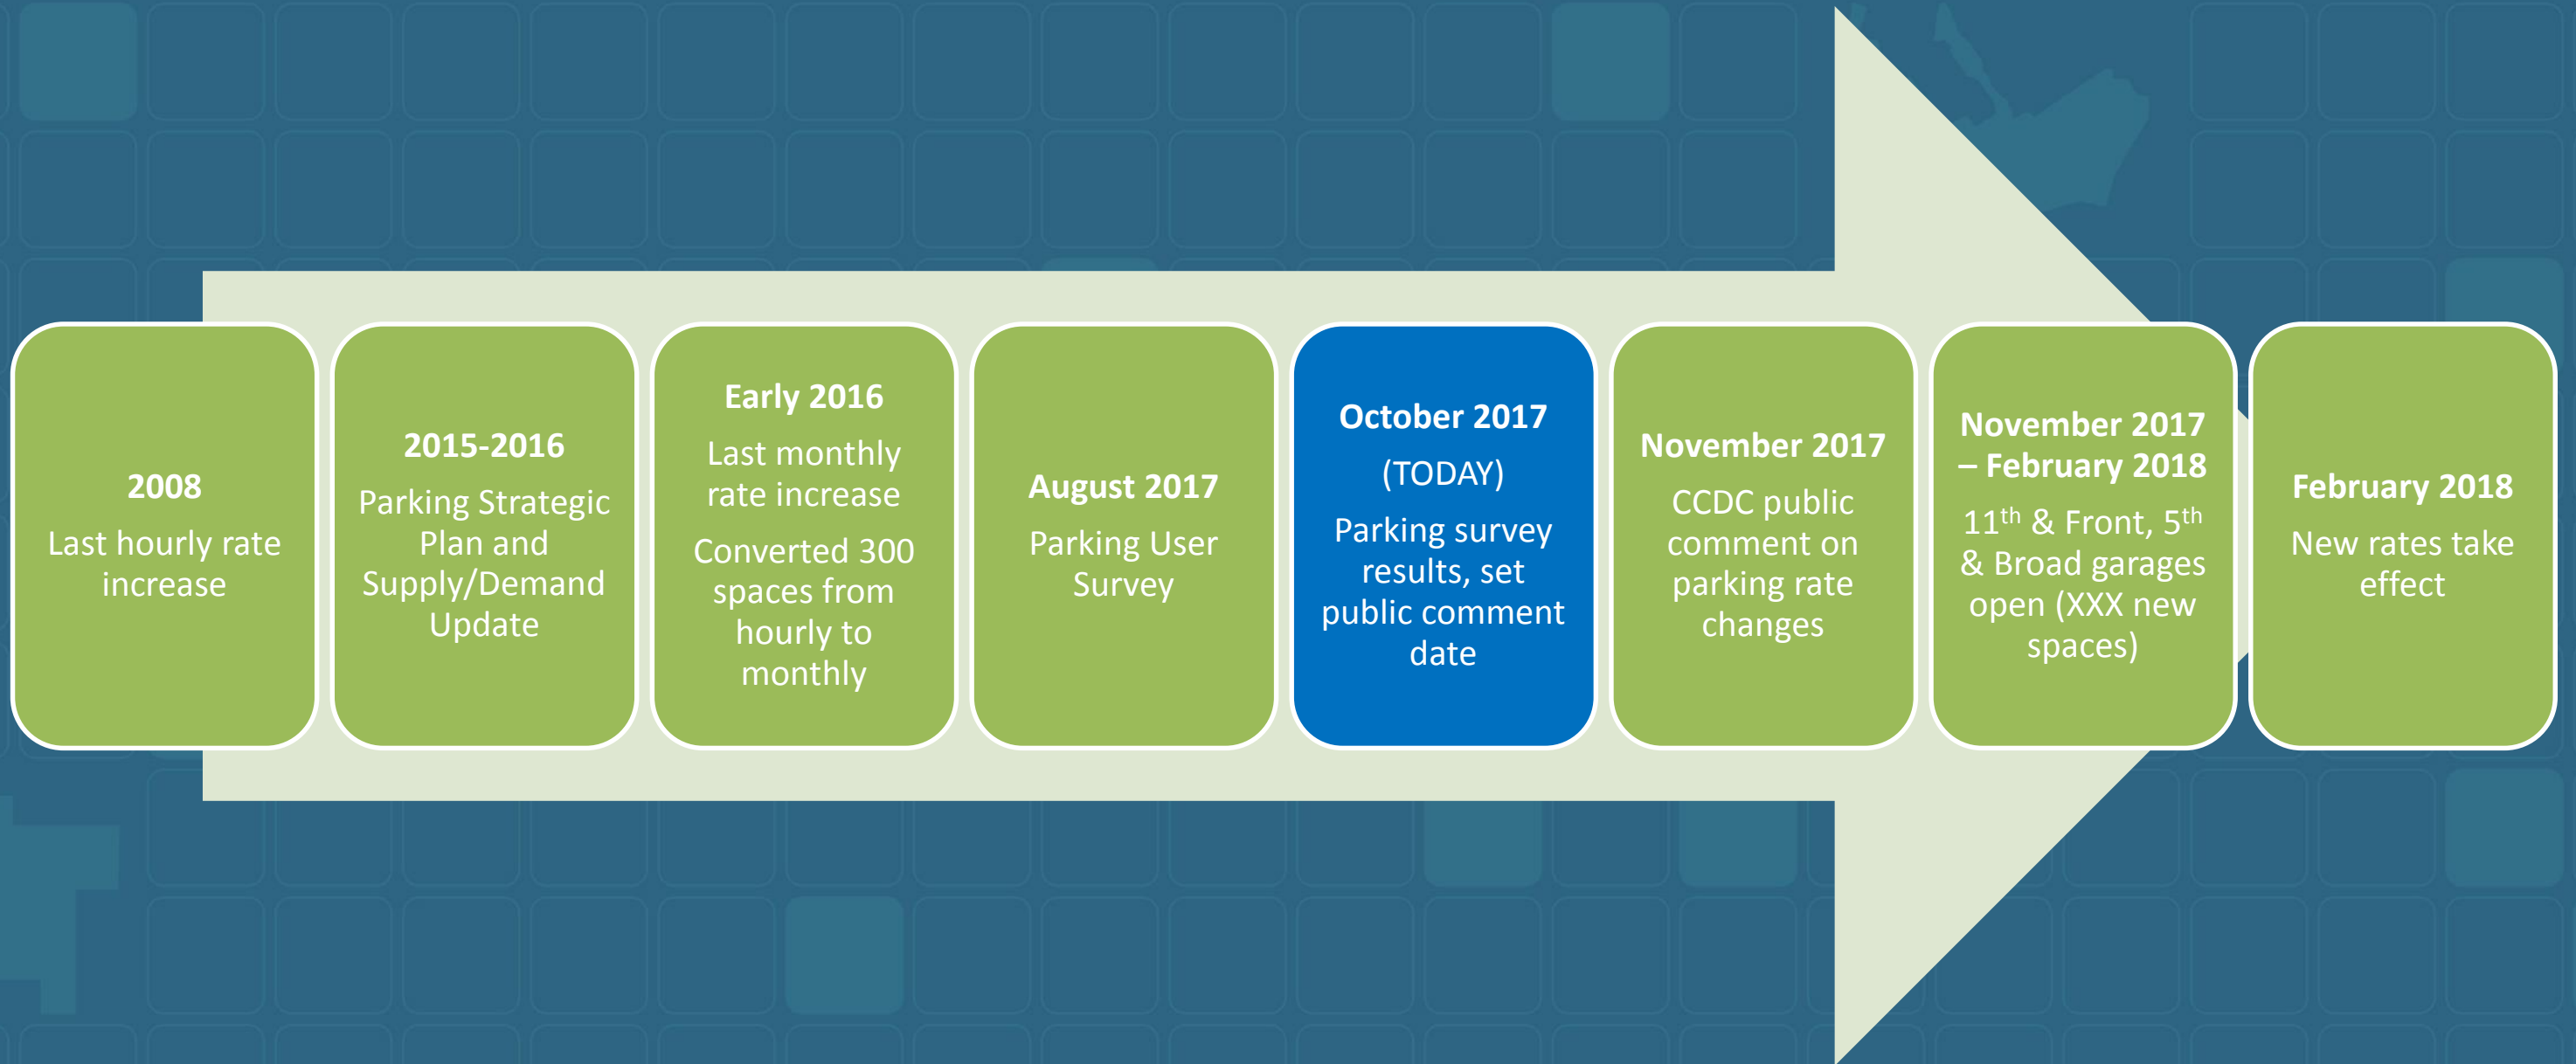 2008
Last hourly rate
increase
2015-2016
Parking Strategic
Plan and
Supply/Demand
Update
Early 2016
Last monthly
rate increase
Converted 300
spaces from
hourly to
monthly
August 2017
Parking User
Survey
October 2017
(TODAY)
Parking survey
results, set
public comment
date
November 2017
CCDC public
comment on
parking rate
changes
November 2017
– February 2018
11th & Front, 5th
& Broad garages
open (XXX new
spaces)
February 2018
New rates take
effect